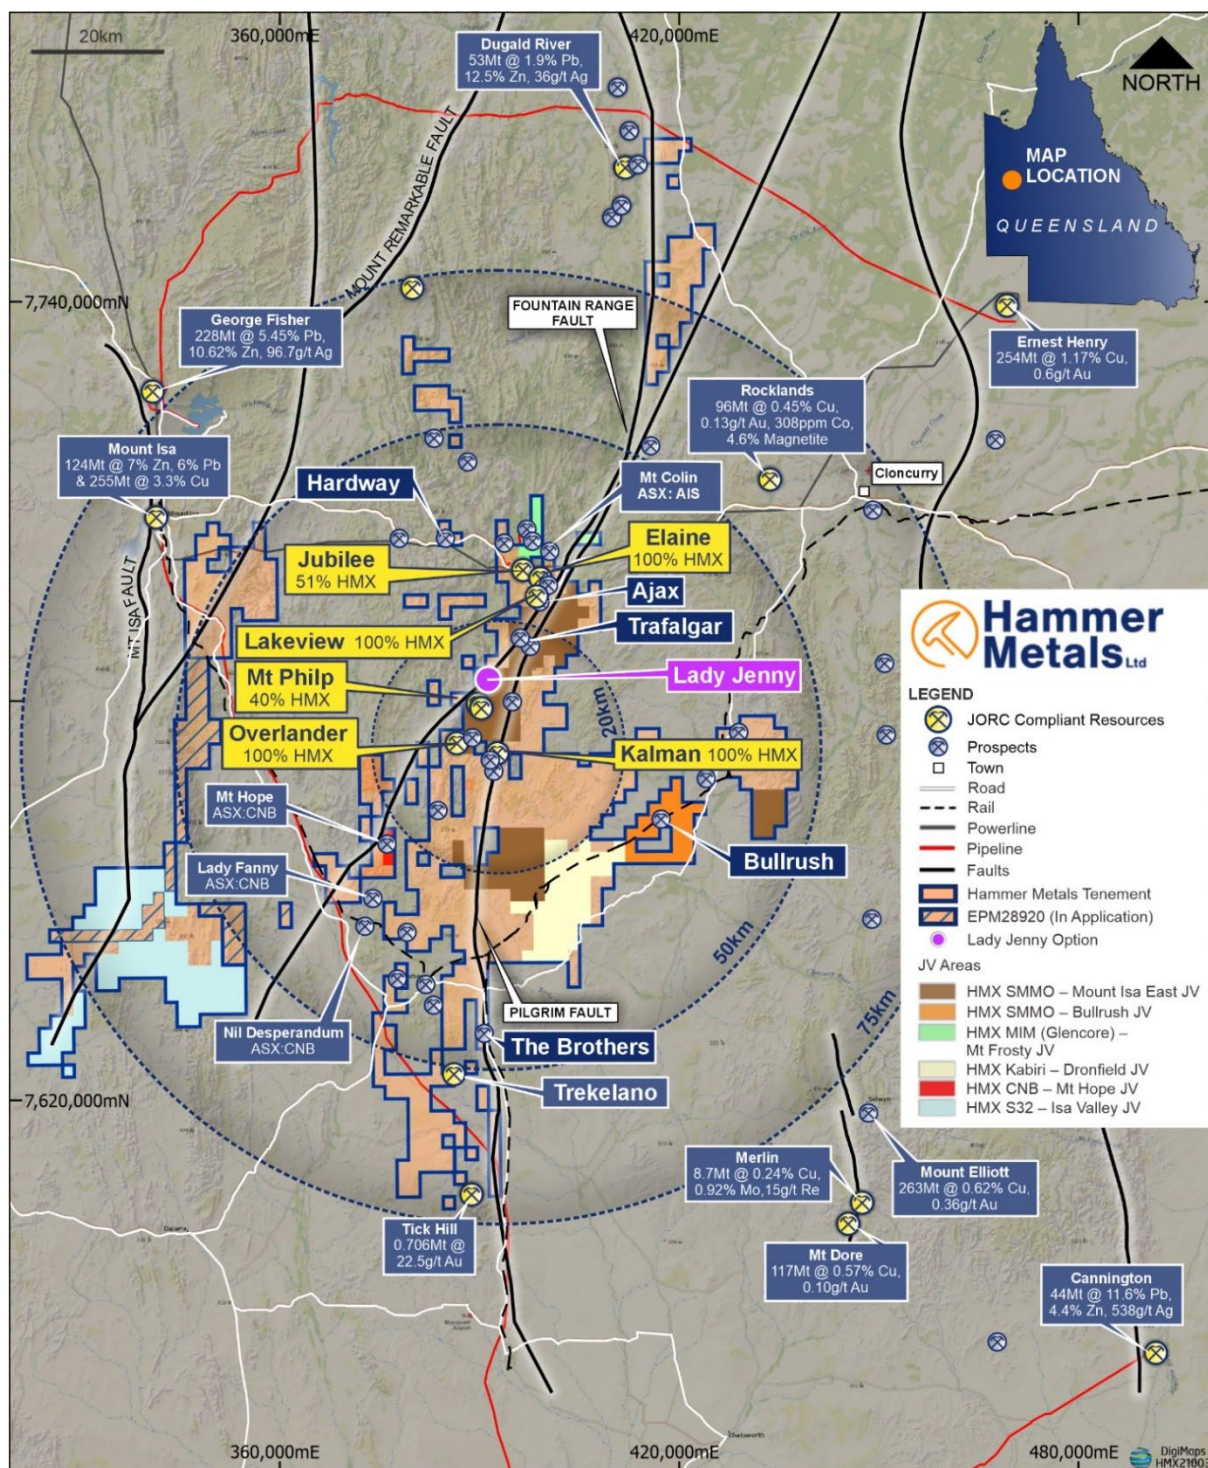 20km
360,000mE
420,000mE
Dugald River
53Mt @ 1.9% Pb,
12.5% Zn, 36g/t Ag
NORTH
MAP
LOCATION
QUEENSLAND
MOUNT REMARKABLE FAULT
7,740,000mN
FOUNTAIN RANGE
FAULT
George Fisher
228Mt @ 5.45% Pb,
10.62% Zn, 96.7g/t Ag
Ernest Henry
254Mt @ 1.17% Cu,
0.6g/t Au
Rocklands
96Mt @ 0.45% Cu,
0.13g/t Au, 308ppm Co,
4.6% Magnetite
Mount Isa
124Mt @ 7% Zn, 6% Pb
& 255Mt @ 3.3% Cu
Cloncurry
Hardway
Mt Colin
ASX: AIS
Jubilee
51% HMX
Elaine
100% HMX
MT ISA FAULT
Ajax
Trafalgar
Lakeview 100% HMX
Mt Philp
40% HMX
Lady Jenny
20km
Overlander
100% HMX
Kalman 100% HMX
Mt Hope
ASX:CNB
Bullrush
Lady Fanny
ASX:CNB
50km
75km
PILGRIM FAULT
Nil Desperandum
ASX:CNB
The Brothers
Trekelano
7,620,000mN
Hammer
Metals Ltd
LEGEND
JORC Compliant Resources
Prospects
Town
Road
Rail
Powerline
Pipeline
Faults
Hammer Metals Tenement
EPM28920 (In Application)
Lady Jenny Option
JV Areas
HMX SMMO – Mount Isa East JV
HMX SMMO – Bullrush JV
HMX MIM (Glencore) –
Mt Frosty JV
HMX Kabiri – Dronfield JV
HMX CNB – Mt Hope JV
HMX S32 – Isa Valley JV
Selwyn
Merlin
8.7Mt @ 0.24% Cu,
0.92% Mo,15g/t Re
Mount Elliott
263Mt @ 0.62% Cu,
0.36g/t Au
Tick Hill
0.706Mt @
22.5g/t Au
Mt Dore
117Mt @ 0.57% Cu,
0.10g/t Au
Cannington
44Mt @ 11.6% Pb,
4.4% Zn, 538g/t Ag
360,000mE
420,000mE
480,000mE
DigiMaps
HMX21003